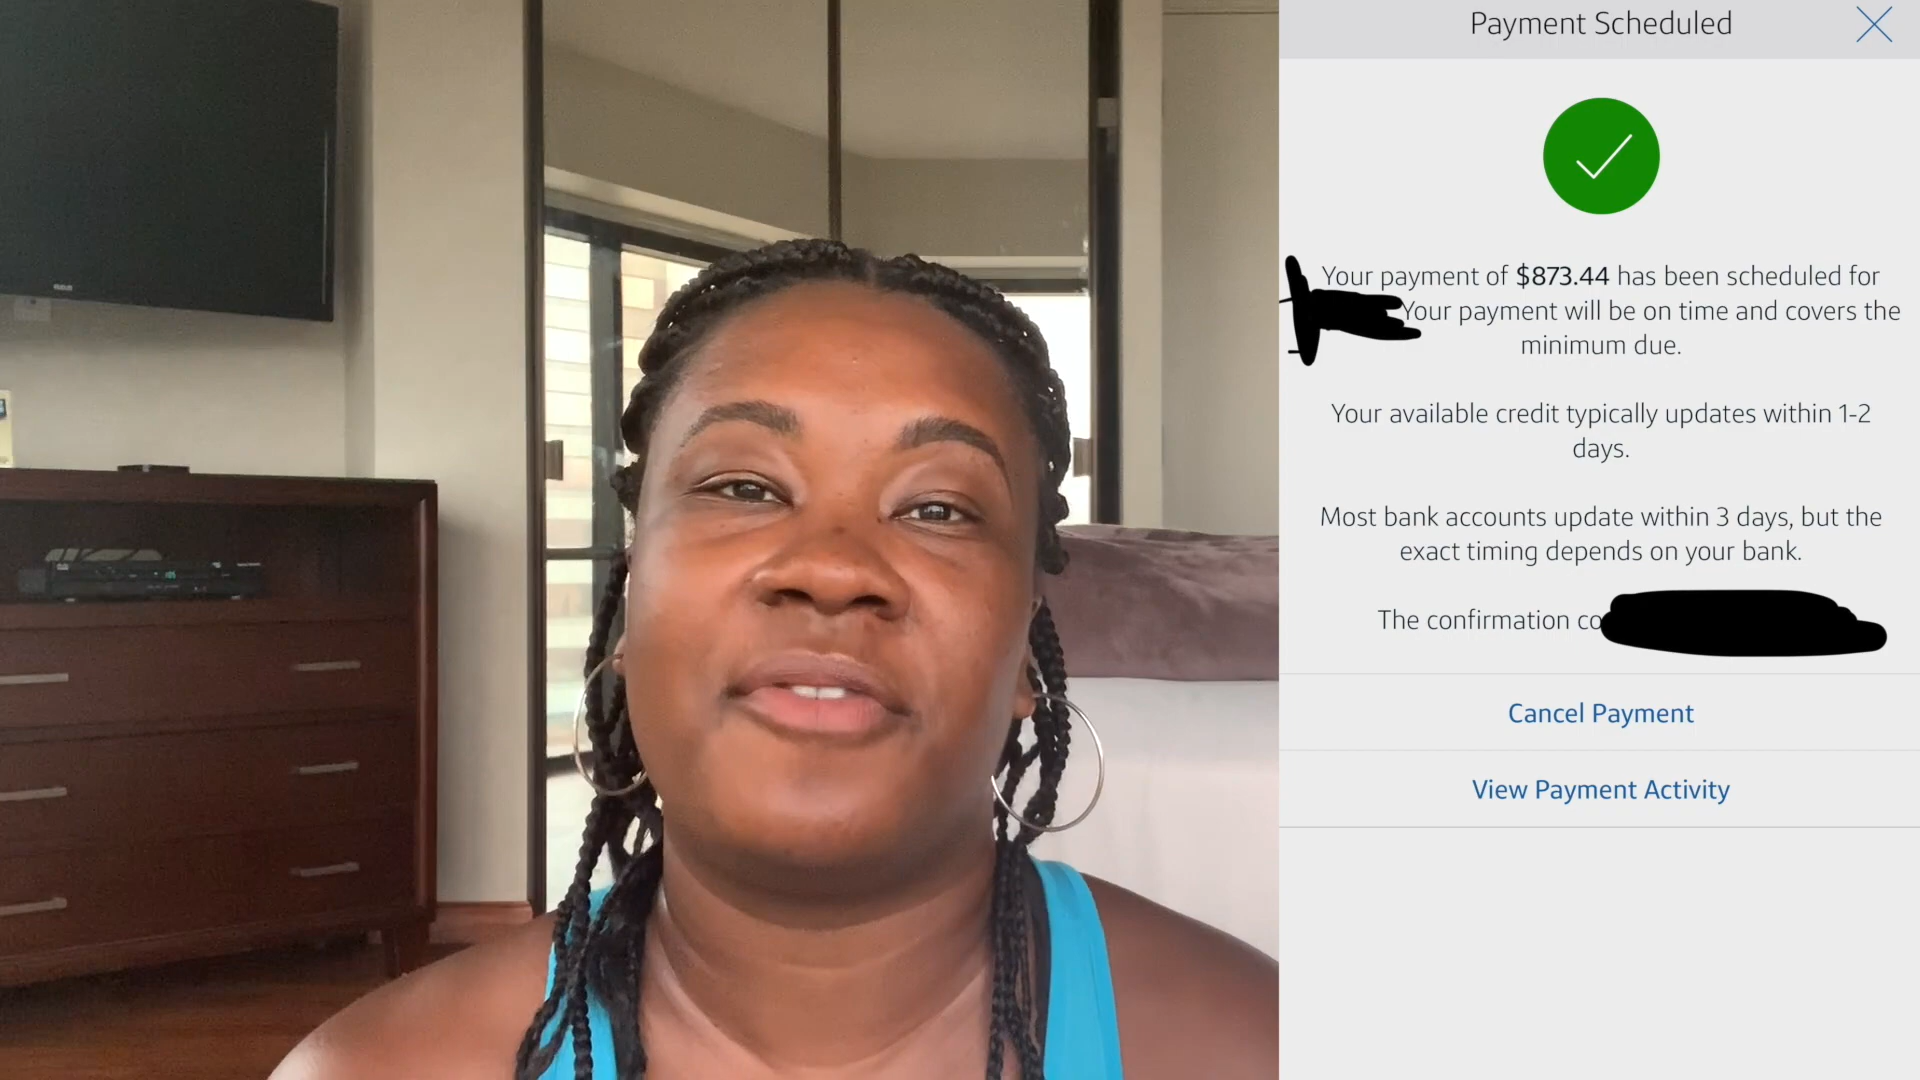 RCA
Payment Scheduled
Your payment of $873.44 has been scheduled for
Your payment will be on time and covers the
minimum due.
Your available credit typically updates within 1-2
days.
Most bank accounts update within 3 days, but the
exact timing depends on your bank.
The confirmation co
Cancel Payment
View Payment Activity